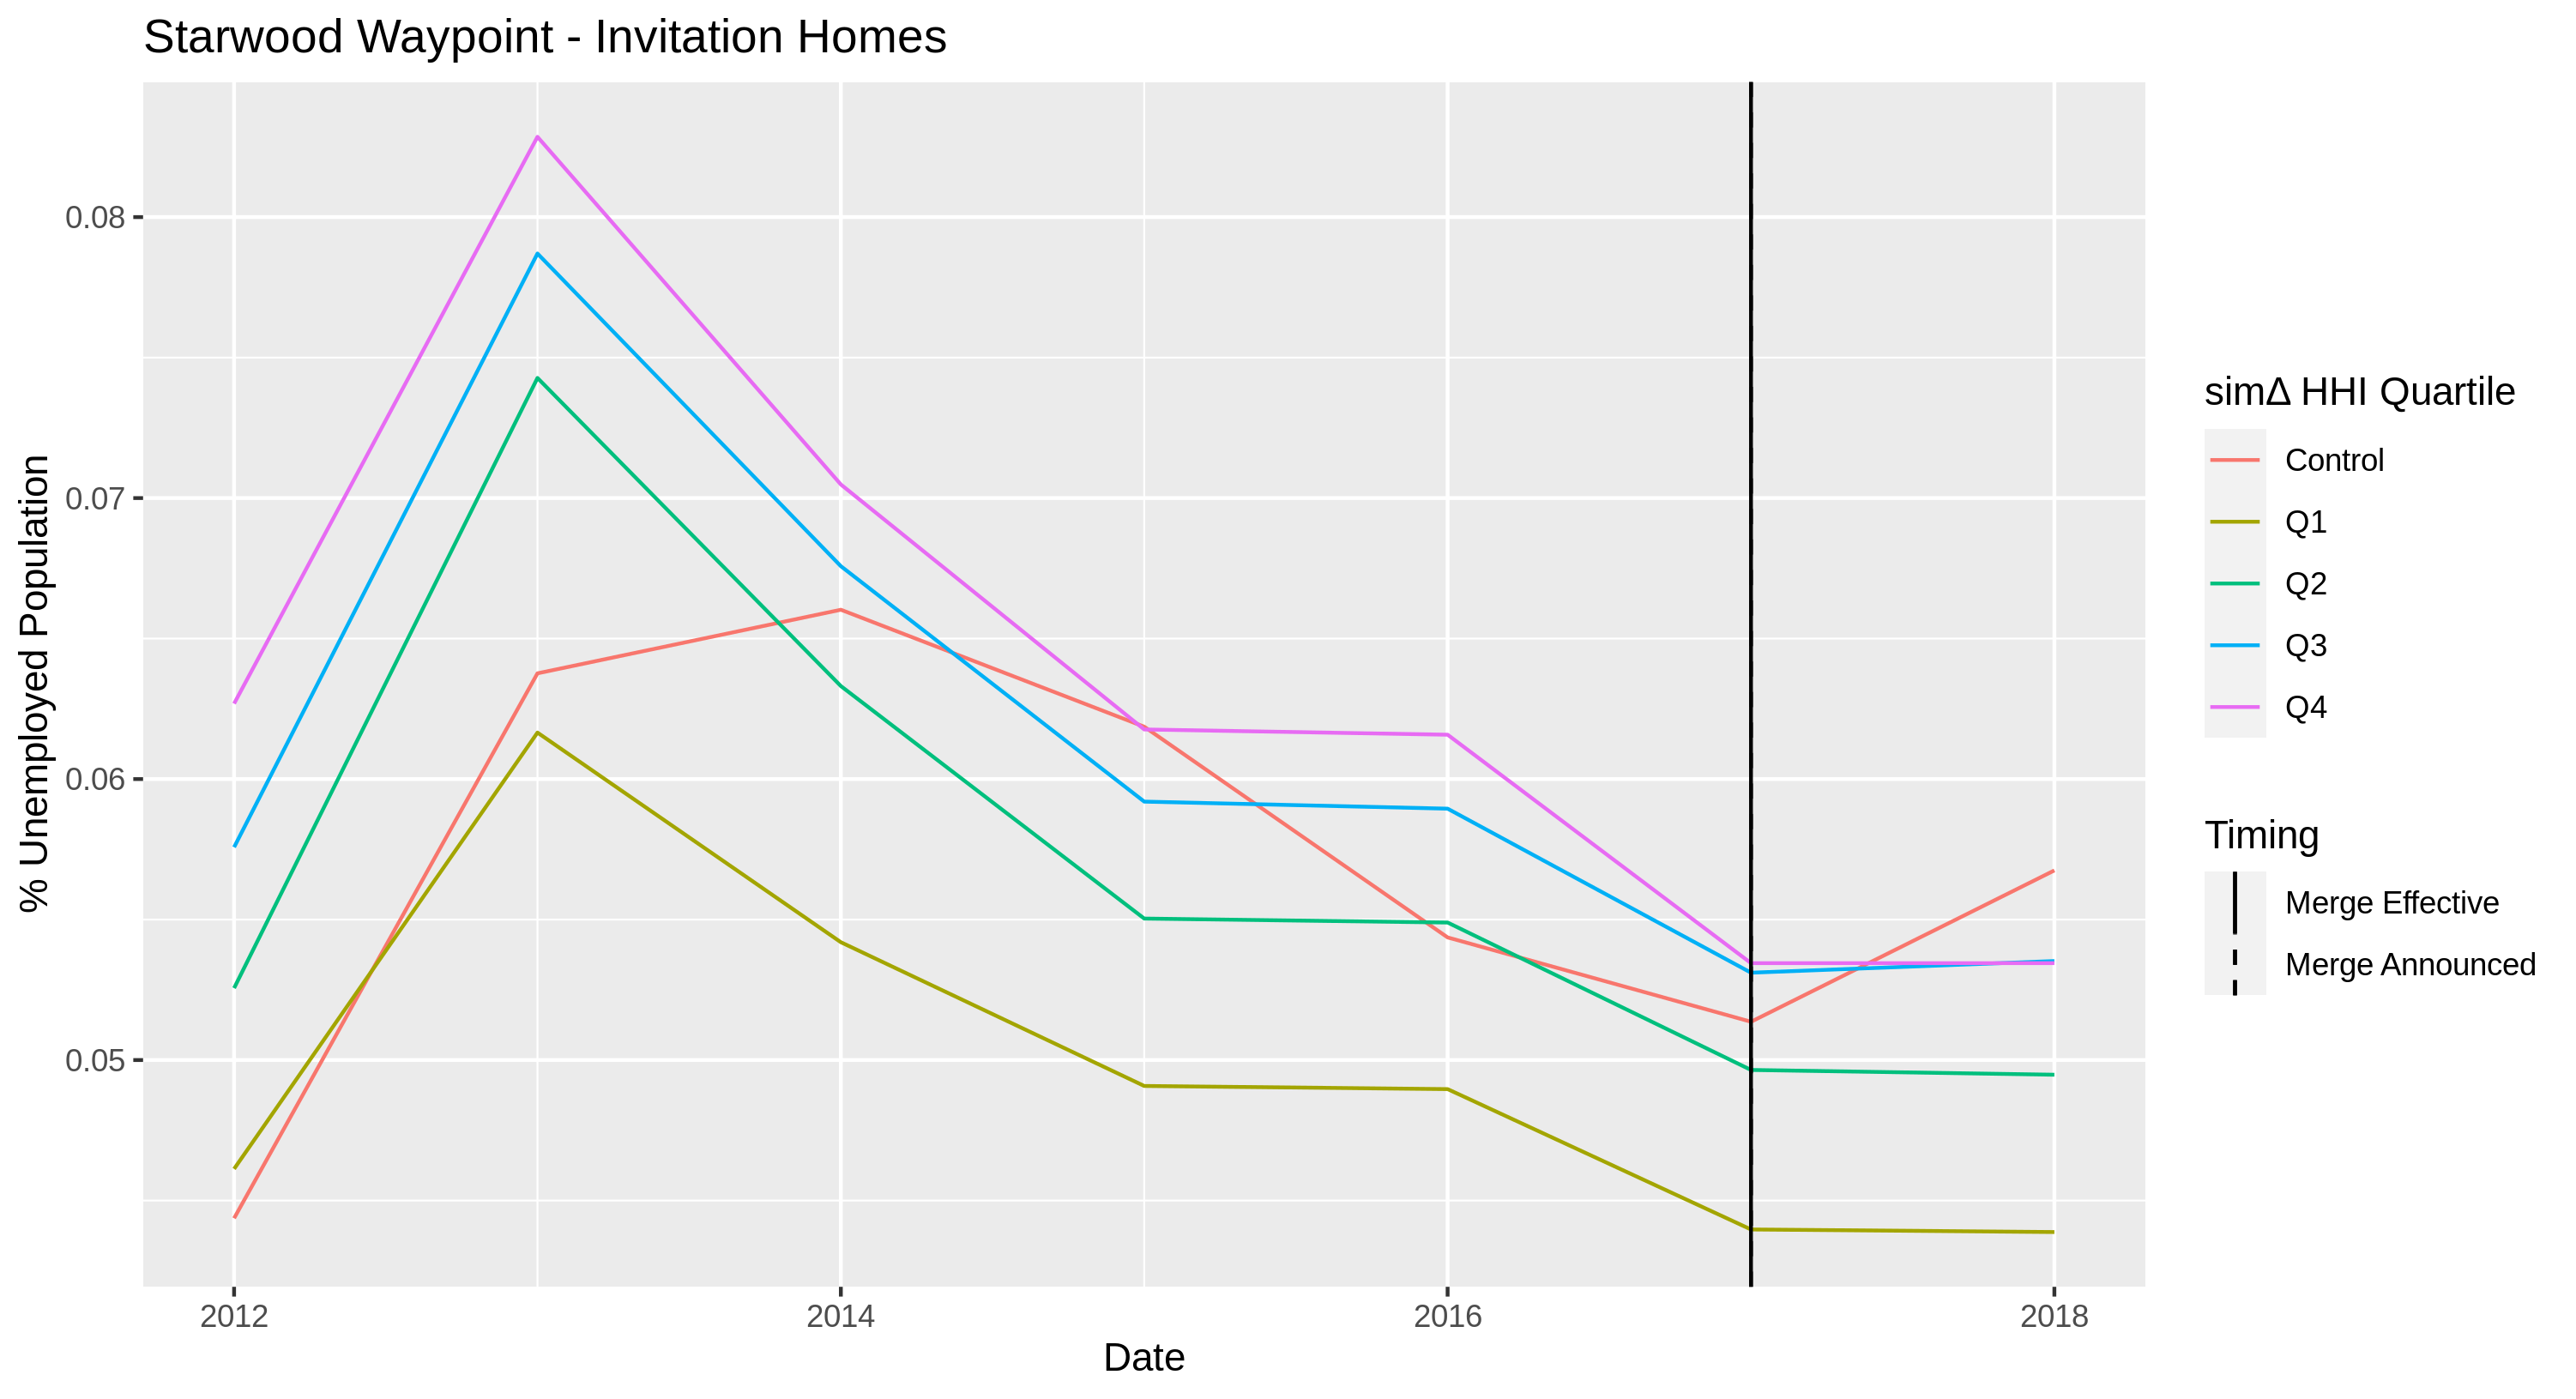 Starwood Waypoint - Invitation Homes
% Unemployed Population
0.08
0.07
0.06
0.05
2012
2014
2016
2018
Date
simΔ HHI Quartile
Control
Q1
Q2
Q3
Q4
Timing
Merge Effective
Merge Announced